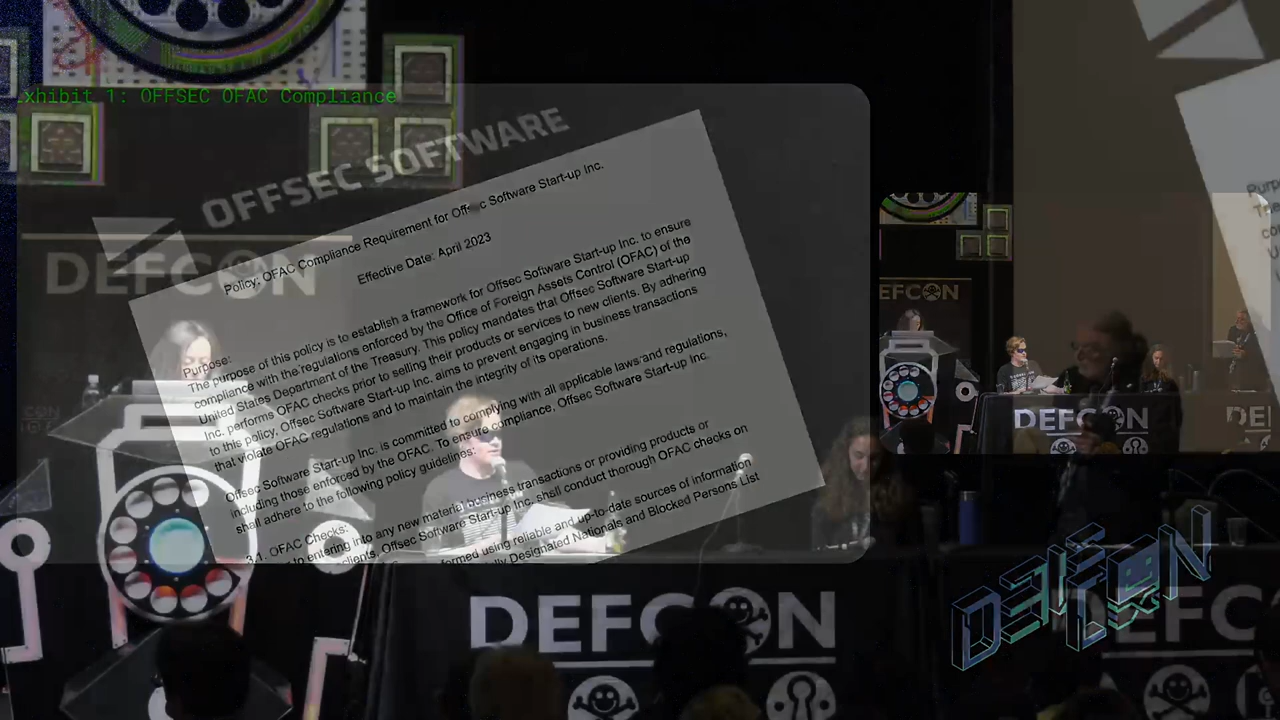 xhibit 1: OFFSEC OFAC Compliance
OFFSEC SOFTWARE
Policy: OFAC Compliance Requirement for Offsec Software Start-up Inc.
Effective Date: April 2023
Purpose:
The purpose of this policy is to establish a framework for Offsec Software Start-up Inc. to ensure
compliance with the regulations enforced by the Office of Foreign Assets Control (OFAC) of the
United States Department of the Treasury. This policy mandates that Offsec Software Start-up
Inc. performs OFAC checks prior to selling their products or services to new clients. By adhering
to this policy, Offsec Software Start-up Inc. aims to prevent engaging in business transactions
that violate OFAC regulations and to maintain the integrity of its operations.
Offsec Software Start-up Inc. is committed to complying with all applicable laws and regulations,
including those enforced by the OFAC. To ensure compliance, Offsec Software Start-up Inc.
shall adhere to the following policy guidelines:
3.1. OFAC Checks:
to entering into any new material business transactions or providing products or
clients, Offsec Software Start-up Inc. shall conduct thorough OFAC checks on
formed using reliable and up-to-date sources of information
Designated Nationals and Blocked Persons List
DEFCON
DEFCON
DEFCON
DEFCON
DE
DEFCON
EFC